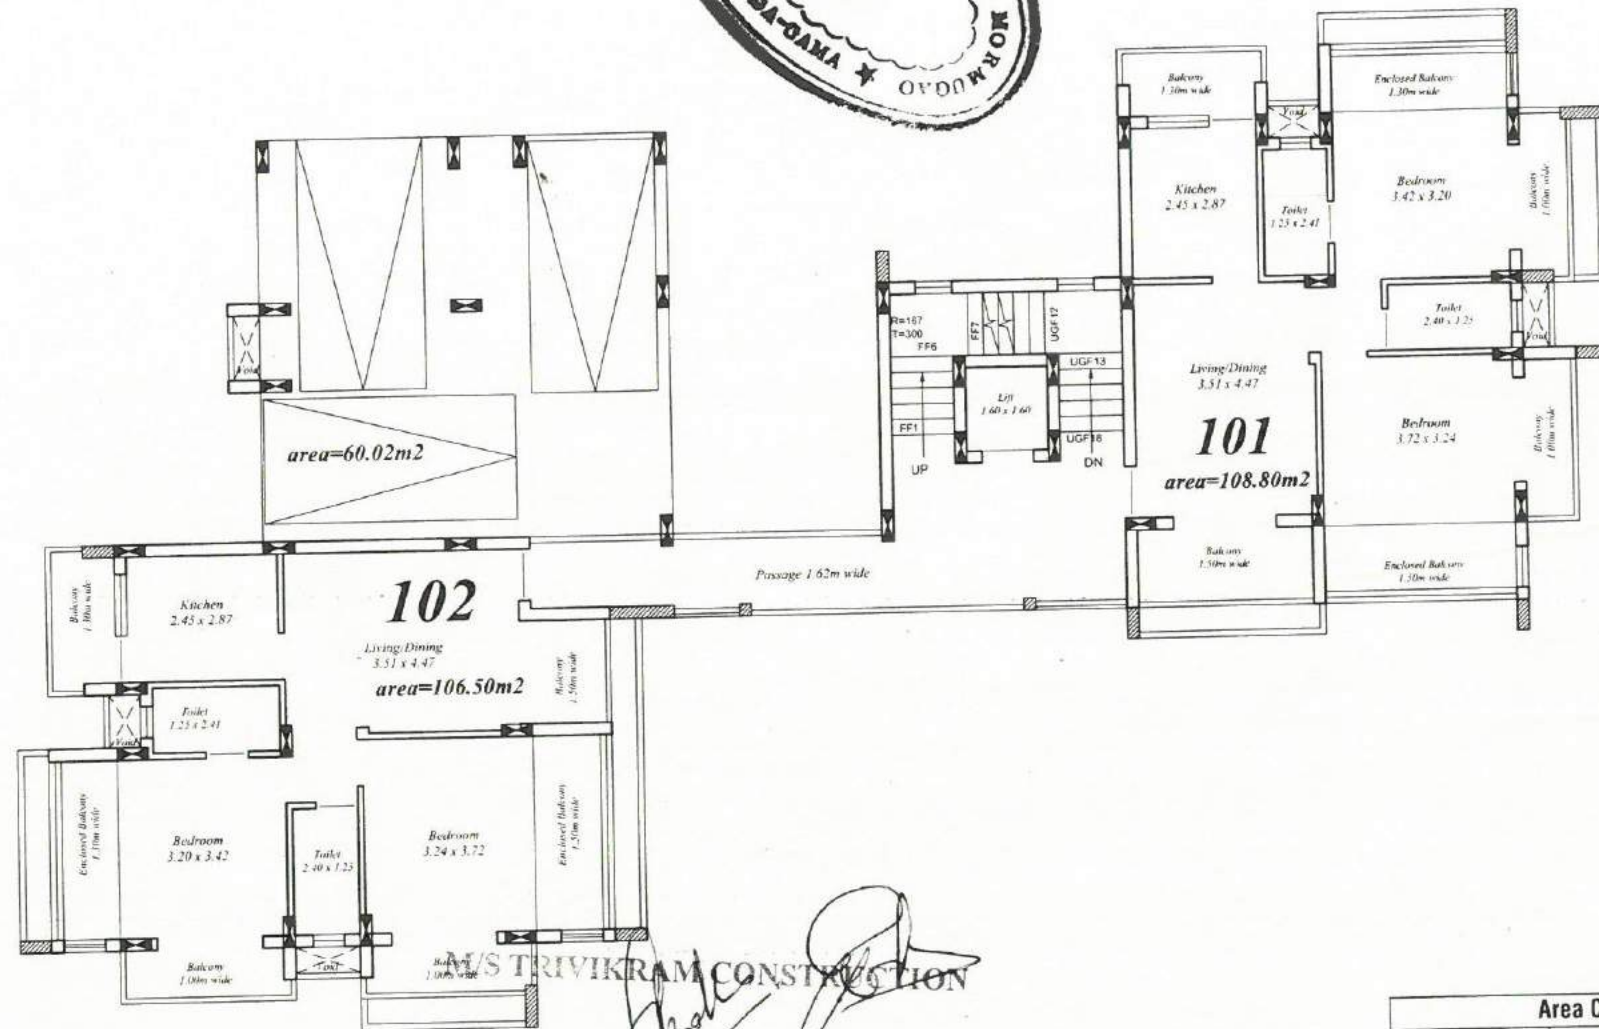 MORMUGAO
Balcony
1.30m wide
Void
Enclosed Balcony
1.30m wide
Kitchen
2.45 x 2.87
Toilet
1.25 x 2.41
Bedroom
3.42 x 3.20
Balcony
1.00m wide
Toilet
2.40 x 1.25
Void
Living/Dining
3.51 x 4.47
101
area=108.80m2
Bedroom
3.72 x 3.24
Balcony
1.00m wide
Balcony
1.50m wide
Enclosed Balcony
1.50m wide
R=167
T=300
FF6
FF7
UGF12
UGF13
FF1
UGF18
UP
DN
Lift
1.60 x 1.60
Void
area=60.02m2
Passage 1.62m wide
Balcony
1.30m wide
Kitchen
2.45 x 2.87
102
Living/Dining
3.51 x 4.47
area=106.50m2
Balcony
1.50m wide
Toilet
1.25 x 2.41
Void
Enclosed Balcony
1.30m wide
Bedroom
3.20 x 3.42
Toilet
2.40 x 1.25
Bedroom
3.24 x 3.72
Enclosed Balcony
1.50m wide
Balcony
1.00m wide
Void
Balcony
1.00m wide
M/S TRIVIKRAM CONSTRUCTION
Area